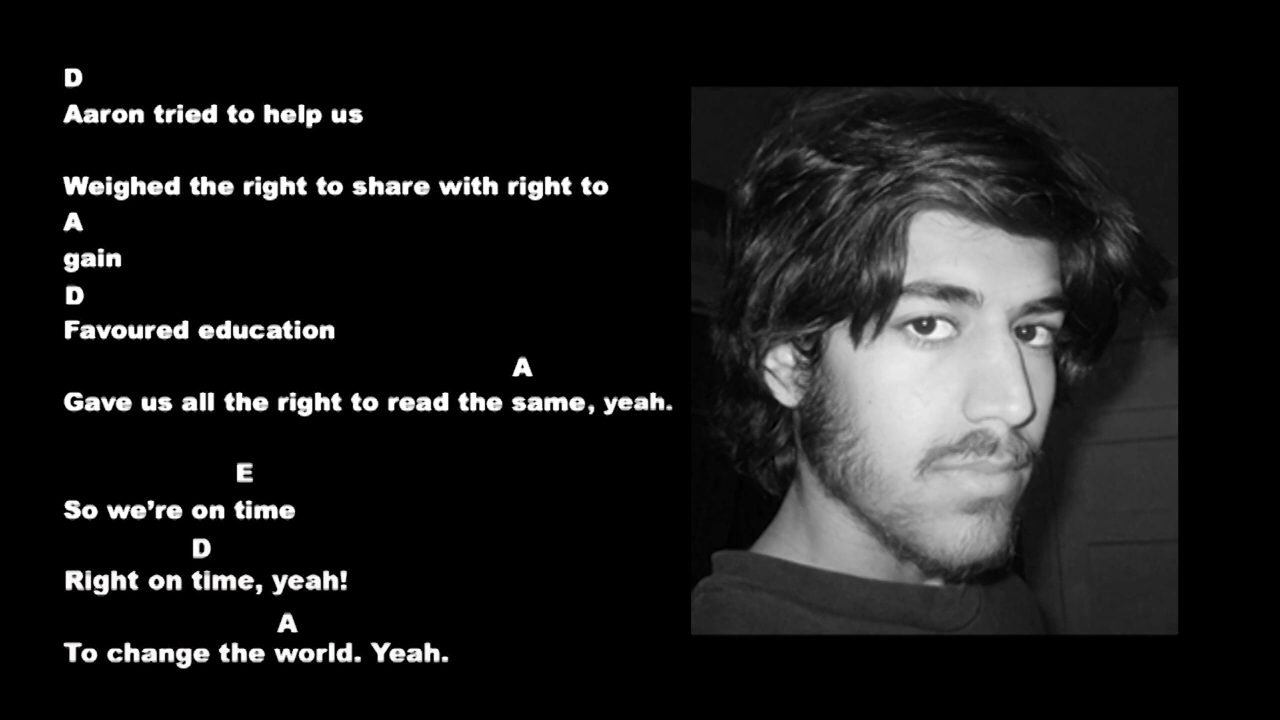 D
Aaron tried to help us
Weighed the right to share with right to
A
gain
D
Favoured education
A
Gave us all the right to read the same, yeah.
E
So we’re on time
D
Right on time, yeah!
A
To change the world. Yeah.